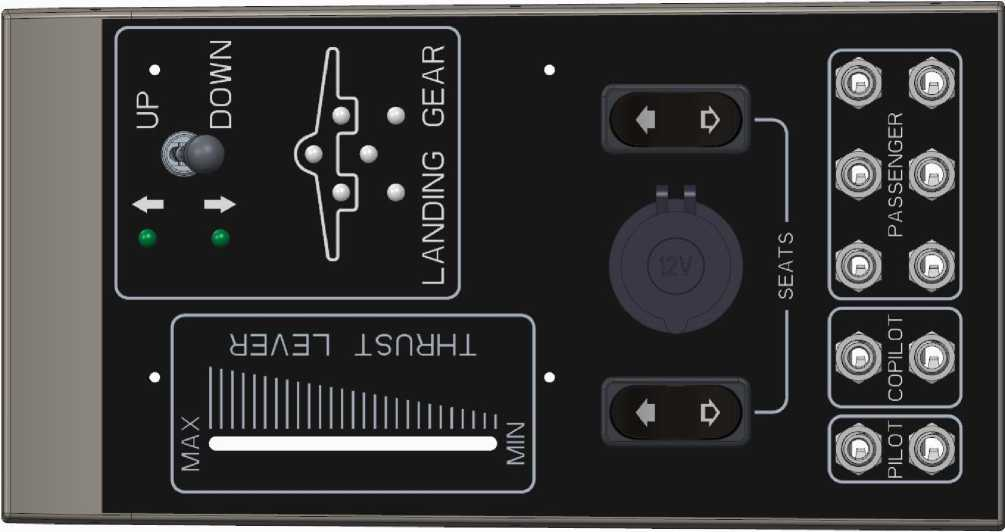 UP
DOWN
LANDING GEAR
THRUST LEVER
MAX
MIN
12V
SEATS
PASSENGER
COPILOT
PILOT